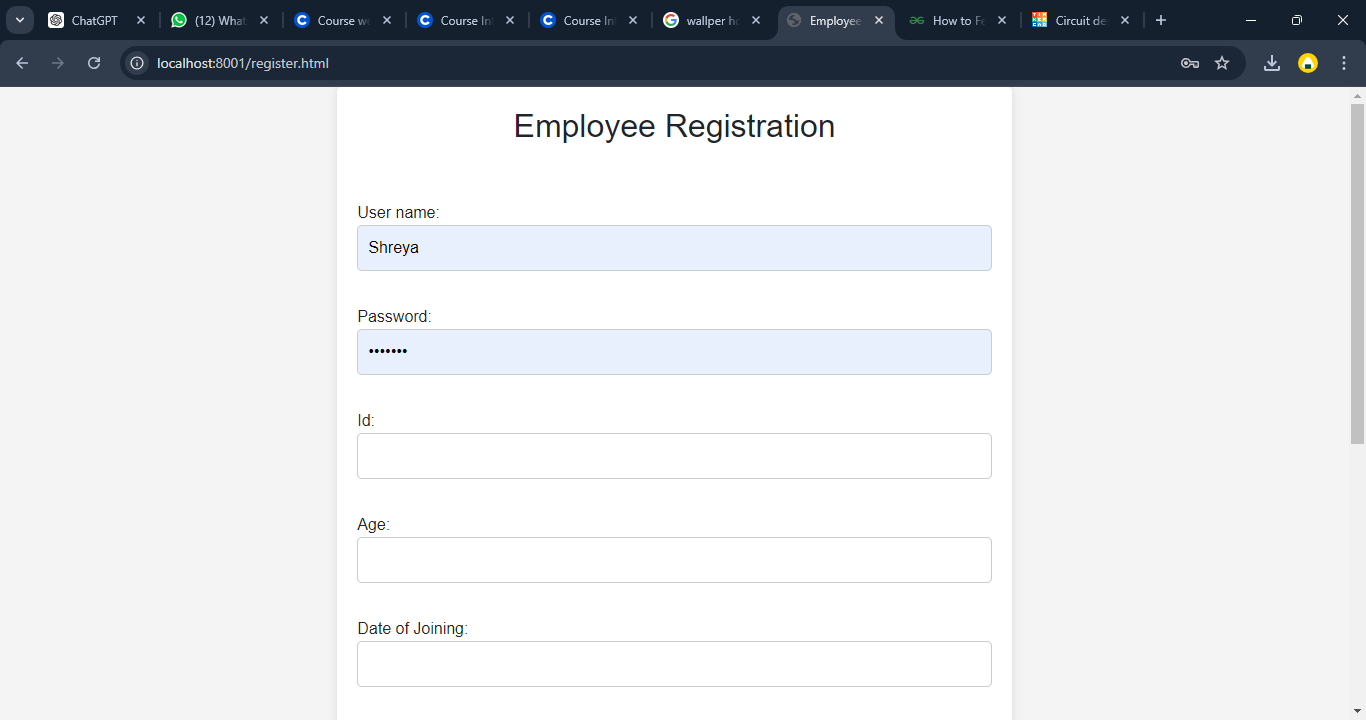 ChatGPT
(12) What
Course w
Course In
Course In
wallper h
Employee
How to F
Circuit de
localhost:8001/register.html
Employee Registration
User name:
Shreya
Password:
•••••••
Id:
Age:
Date of Joining: